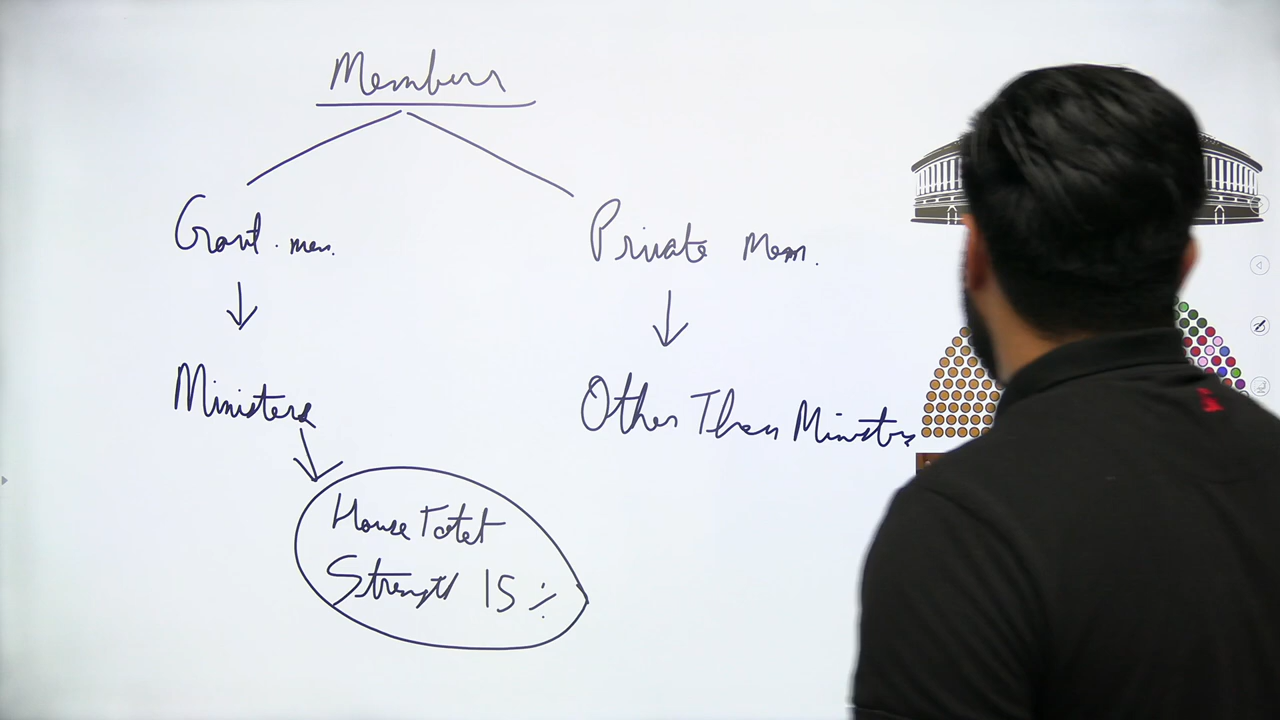 Members
Govt. mem.
Private Mem.
Ministers
Other Than Ministers
House Total
Strength 15 %